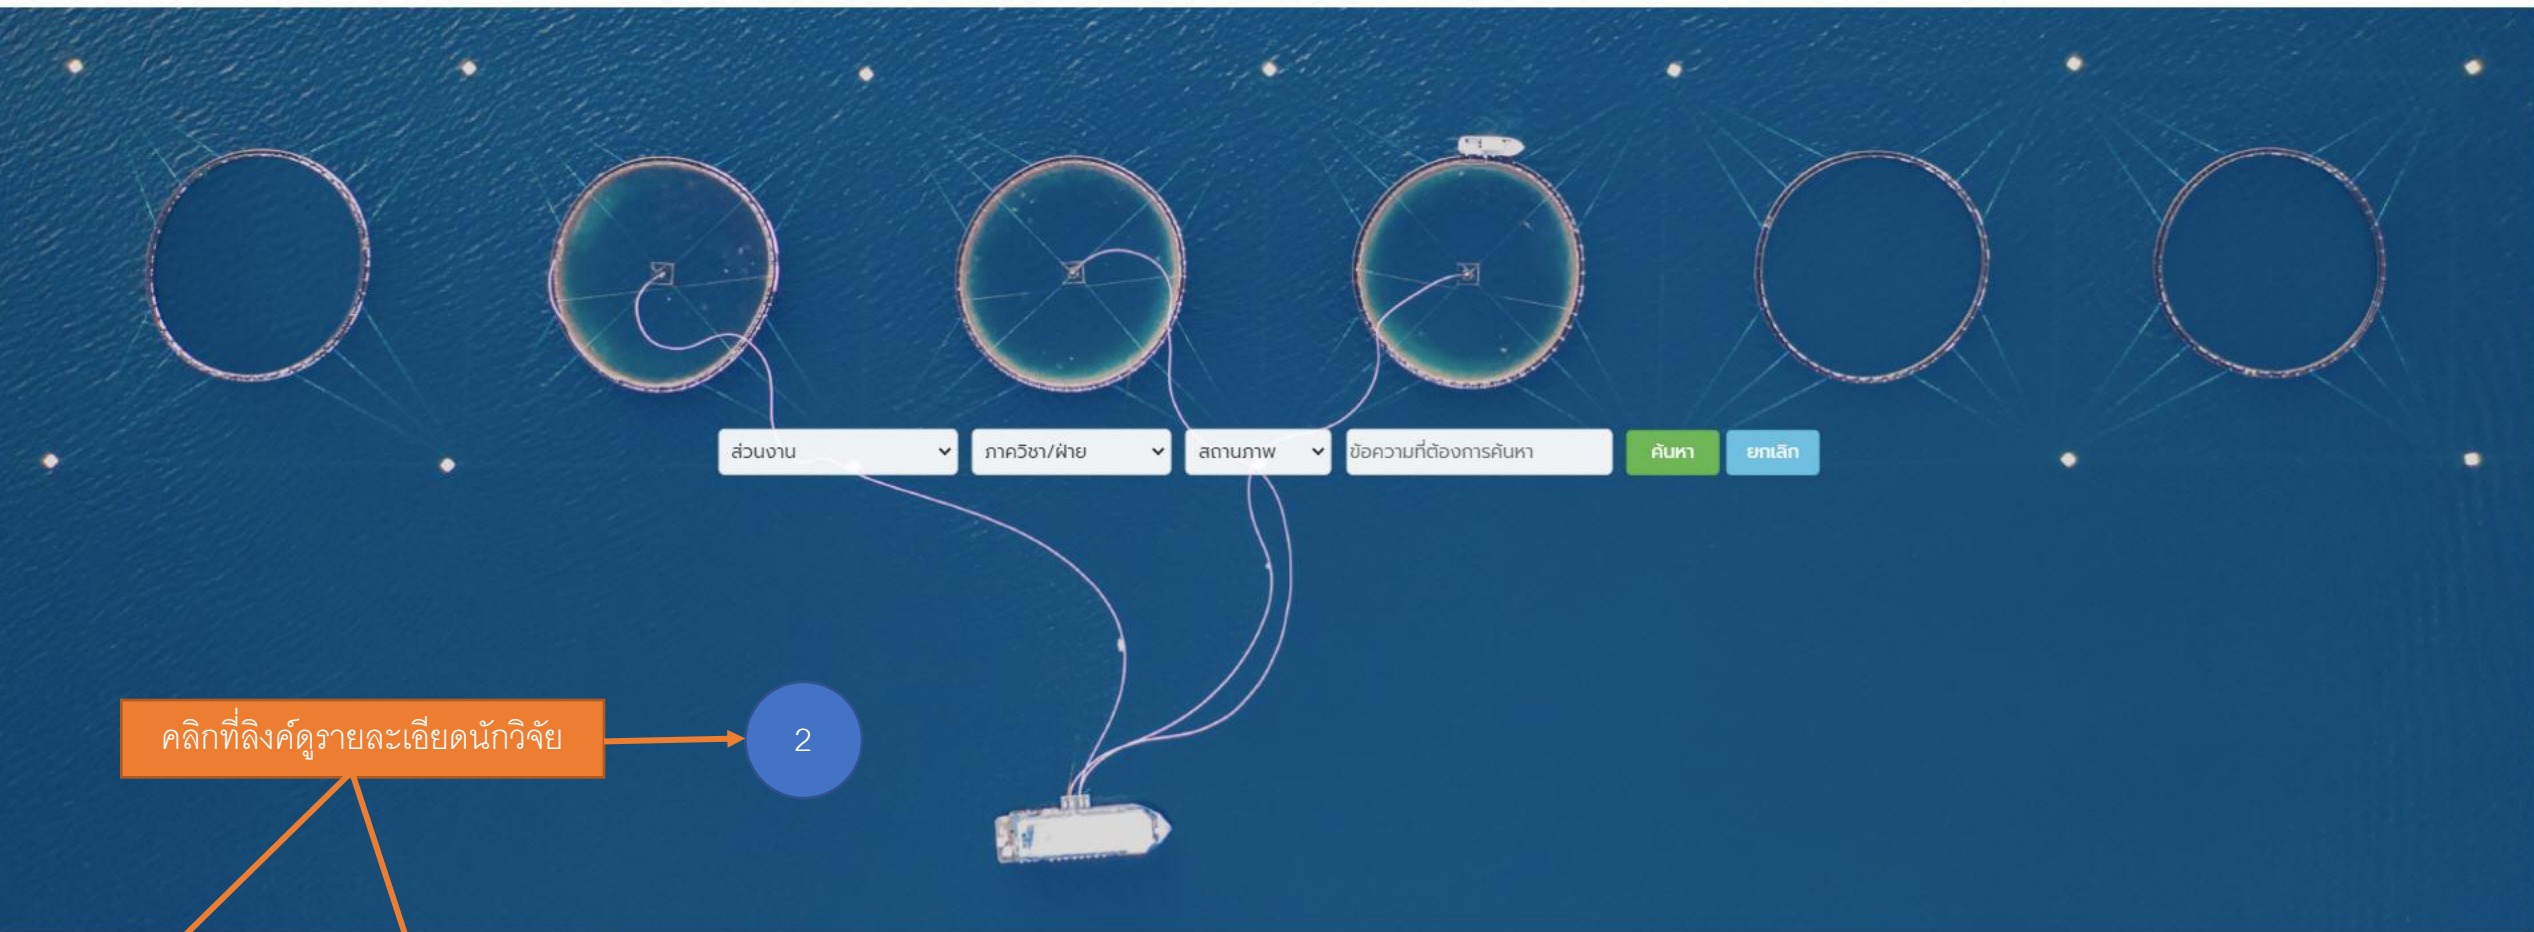 ส่วนงาน ภาควิชา/ฝ่าย สถานภาพ ข้อความที่ต้องการค้นหา ค้นหา ยกเลิก
คลิกที่ลิงค์ดูรายละเอียดนักวิจัย 2